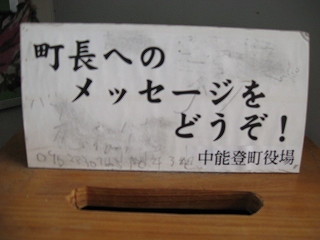 町長への
メッセージを
どうぞ！
中能登町役場